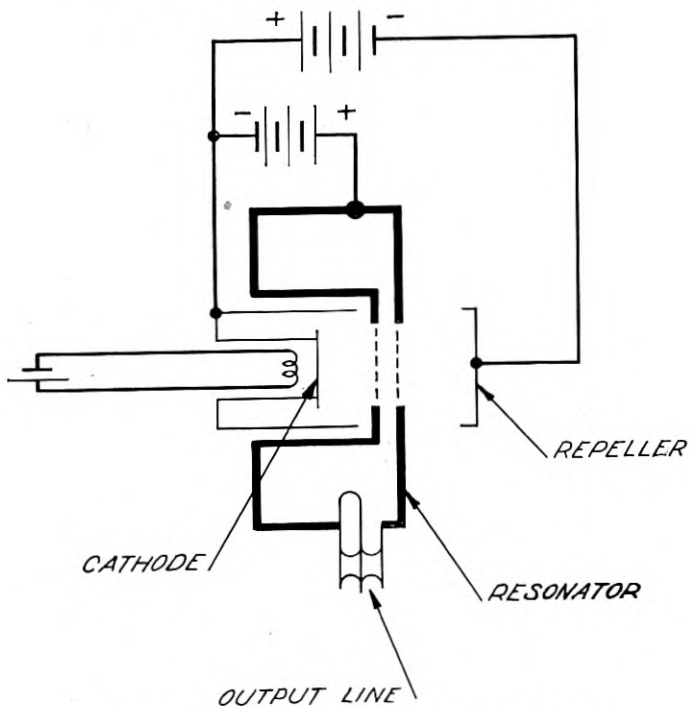 + -
- +
REPELLER
CATHODE
RESONATOR
OUTPUT LINE